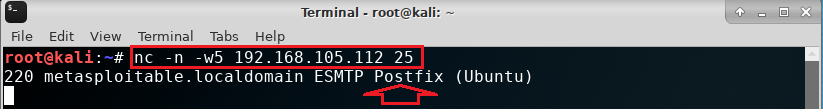 Terminal - root@kali: ~
File Edit View Terminal Tabs Help
root@kali:~# nc -n -w5 192.168.105.112 25
220 metasploitable.localdomain ESMTP Postfix (Ubuntu)